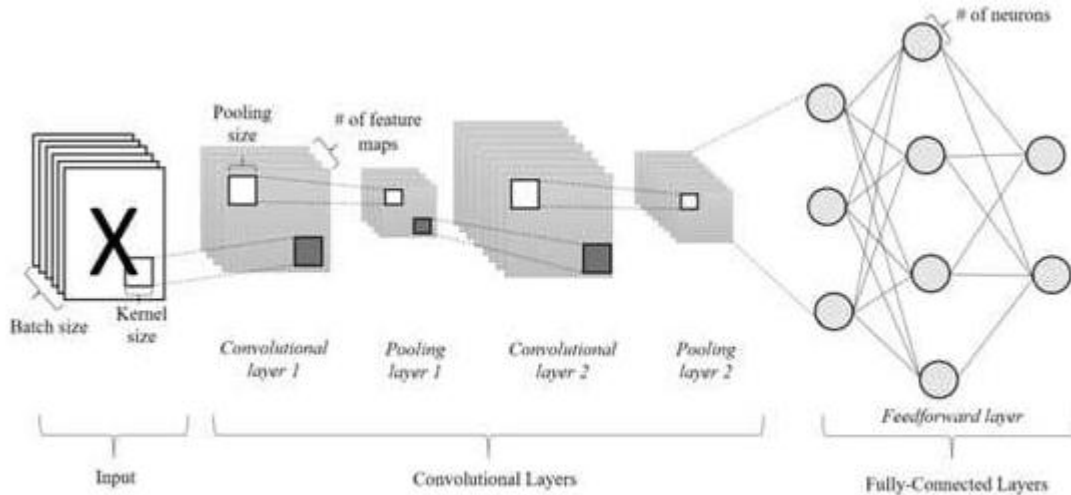 # of neurons
Pooling
size
# of feature
maps
X
Batch size
Kernel
size
Convolutional
layer 1
Pooling
layer 1
Convolutional
layer 2
Pooling
layer 2
Feedforward layer
Input
Convolutional Layers
Fully-Connected Layers